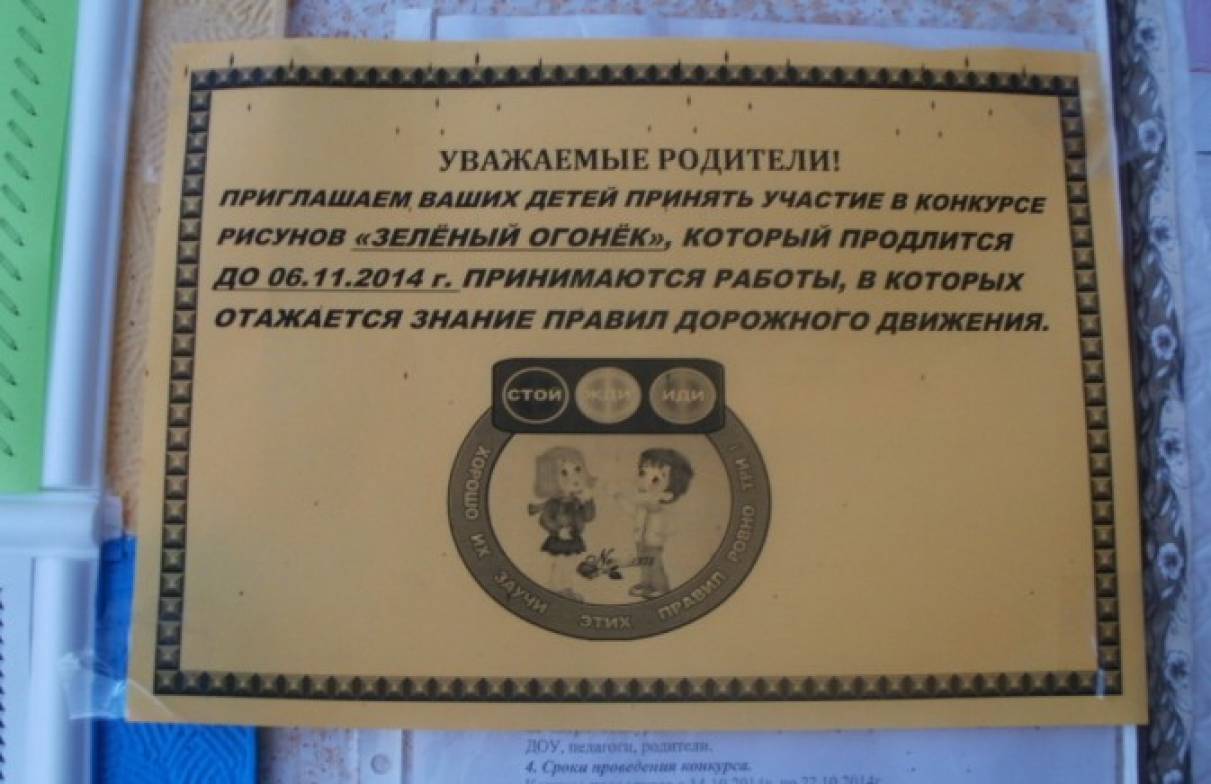 УВАЖАЕМЫЕ РОДИТЕЛИ!
ПРИГЛАШАЕМ ВАШИХ ДЕТЕЙ ПРИНЯТЬ УЧАСТИЕ В КОНКУРСЕ
РИСУНОВ «ЗЕЛЁНЫЙ ОГОНЁК», КОТОРЫЙ ПРОДЛИТСЯ
ДО 06.11.2014 г. ПРИНИМАЮТСЯ РАБОТЫ, В КОТОРЫХ
ОТАЖАЕТСЯ ЗНАНИЕ ПРАВИЛ ДОРОЖНОГО ДВИЖЕНИЯ.
СТОЙ ЖДИ ИДИ
ХОРОШО ИХ ЗАУЧИ ЭТИХ ПРАВИЛ РОВНО ТРИ !
ДОУ, педагоги, родители.
4. Сроки проведения конкурса.